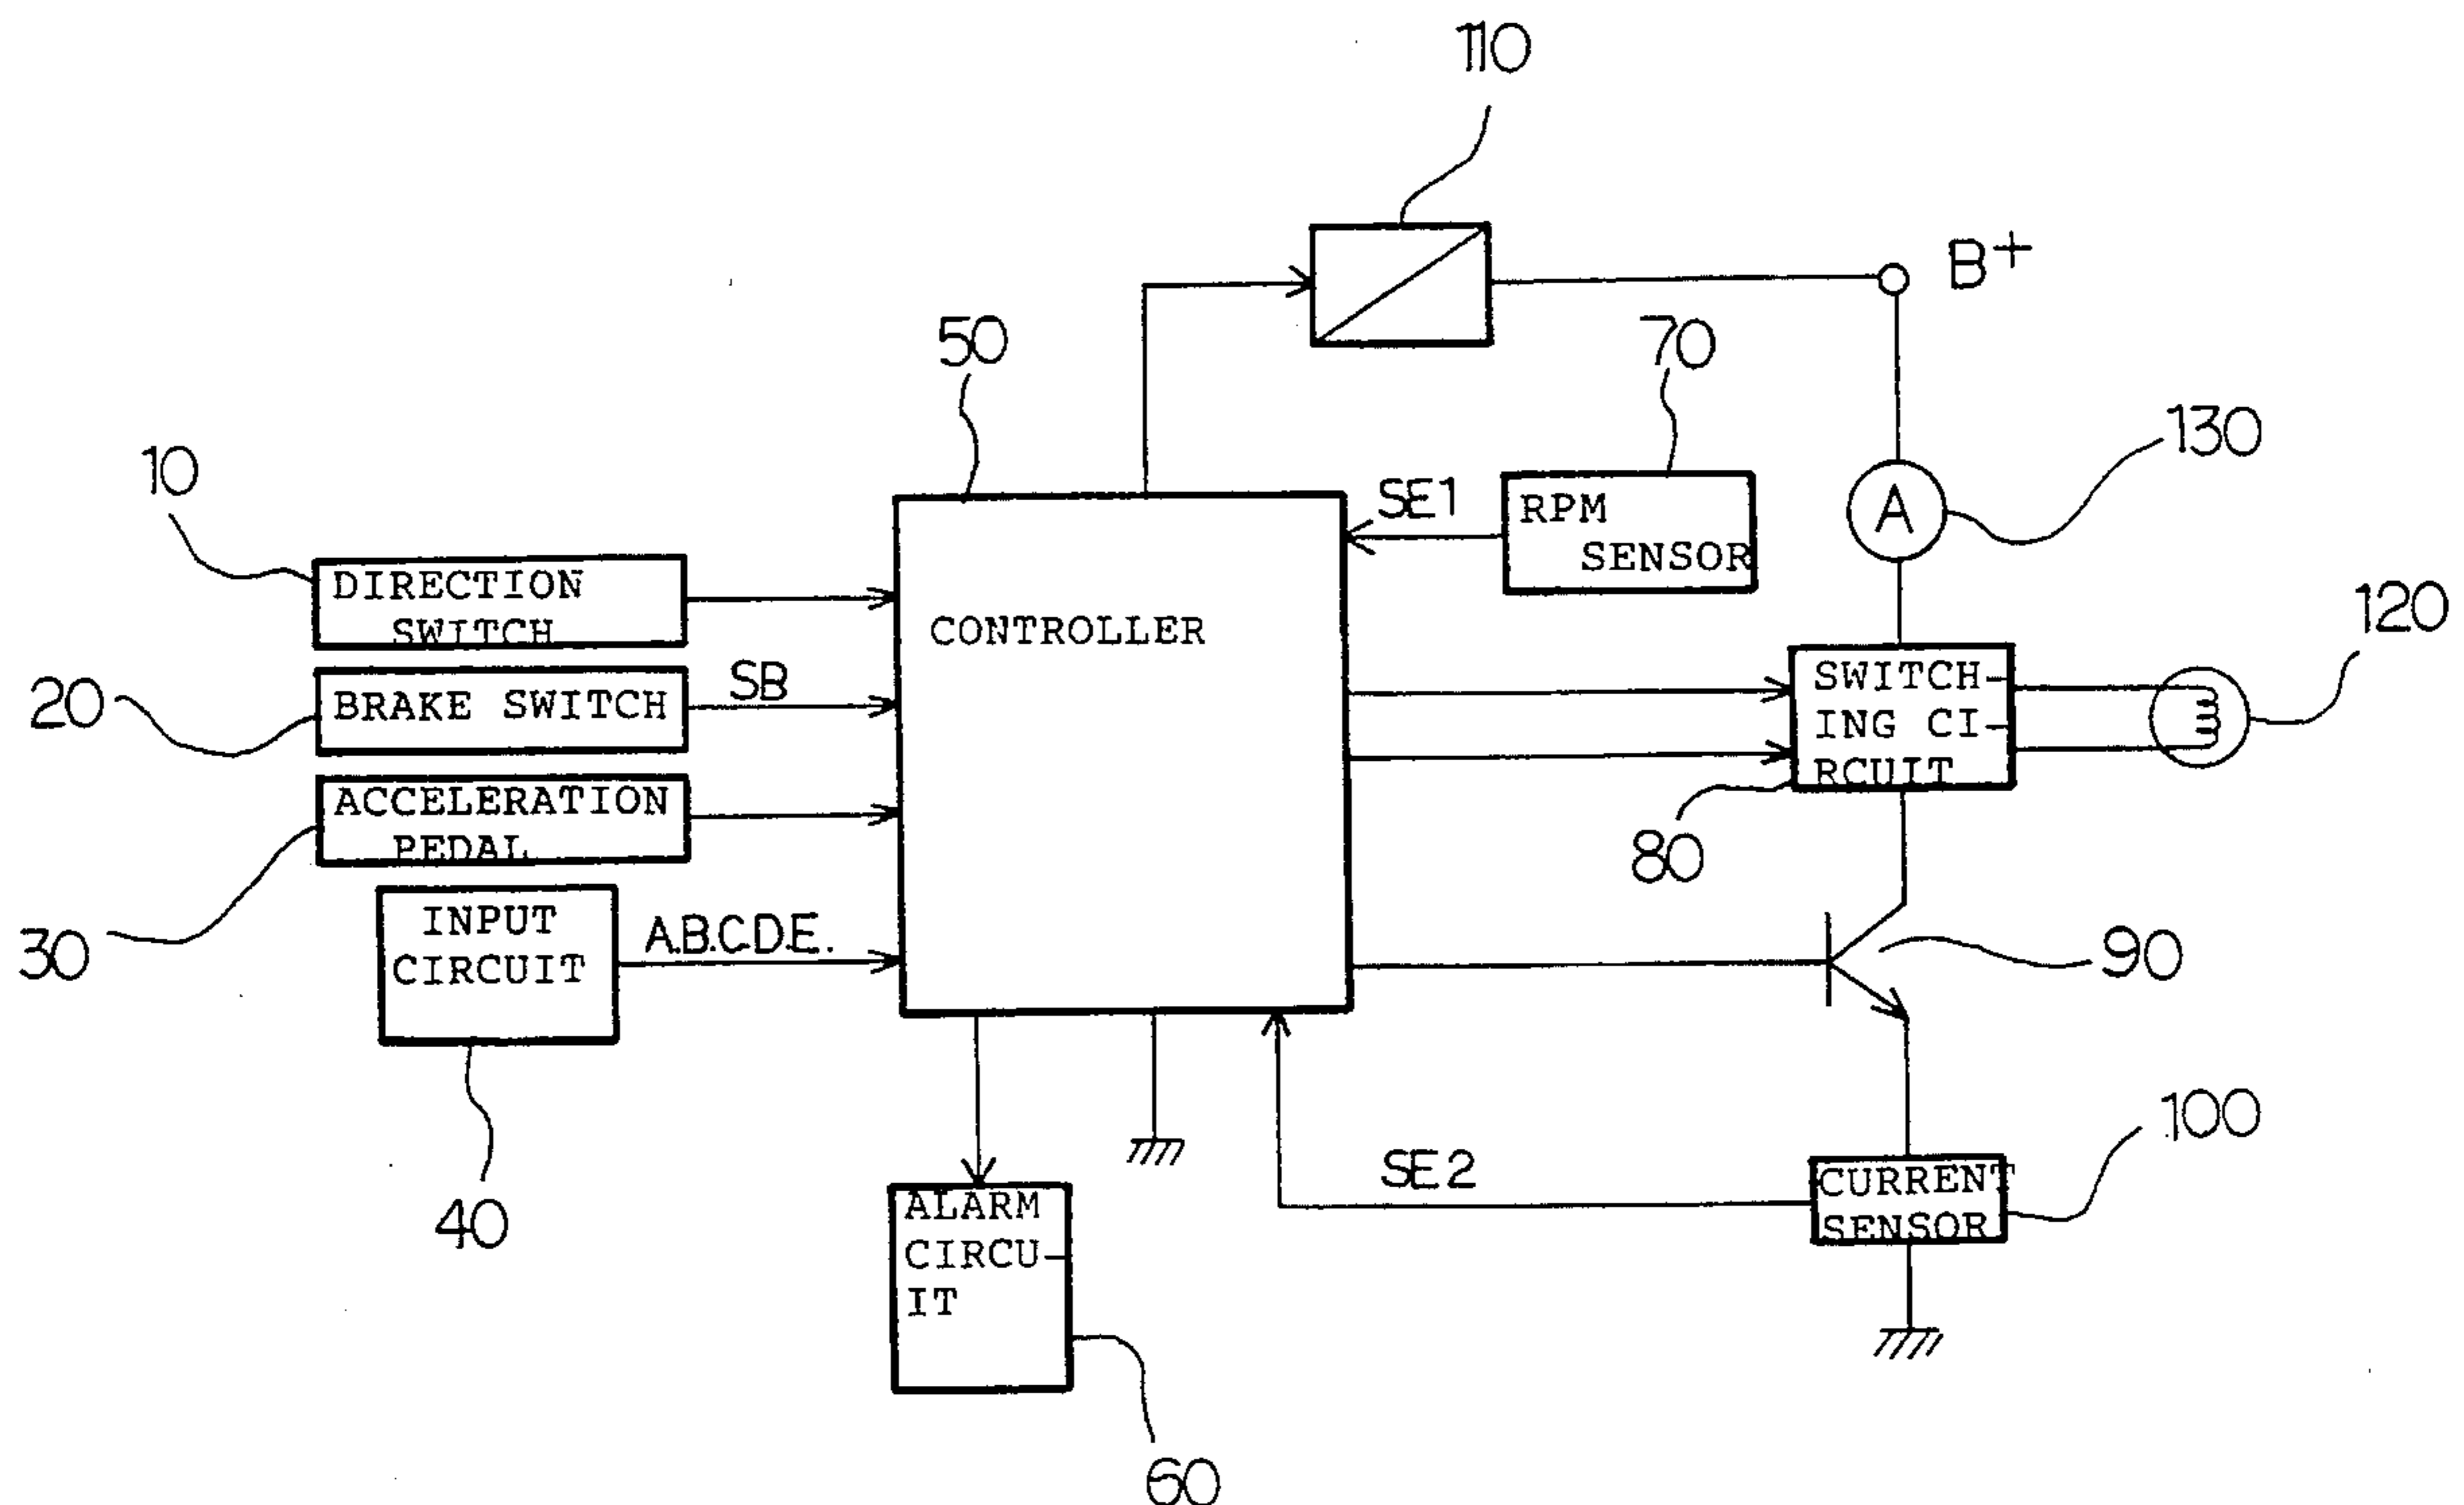 110
B+
50
70
130
10
SE1
RPM
SENSOR
A
DIRECTION
SWITCH
CONTROLLER
120
20
BRAKE SWITCH
SB
SWITCH-
ING CI-
RCUIT
ACCELERATION
PEDAL
80
30
INPUT
CIRCUIT
A.B.C.D.E.
90
40
SE2
100
CURRENT
SENSOR
ALARM
CIRCU-
IT
60